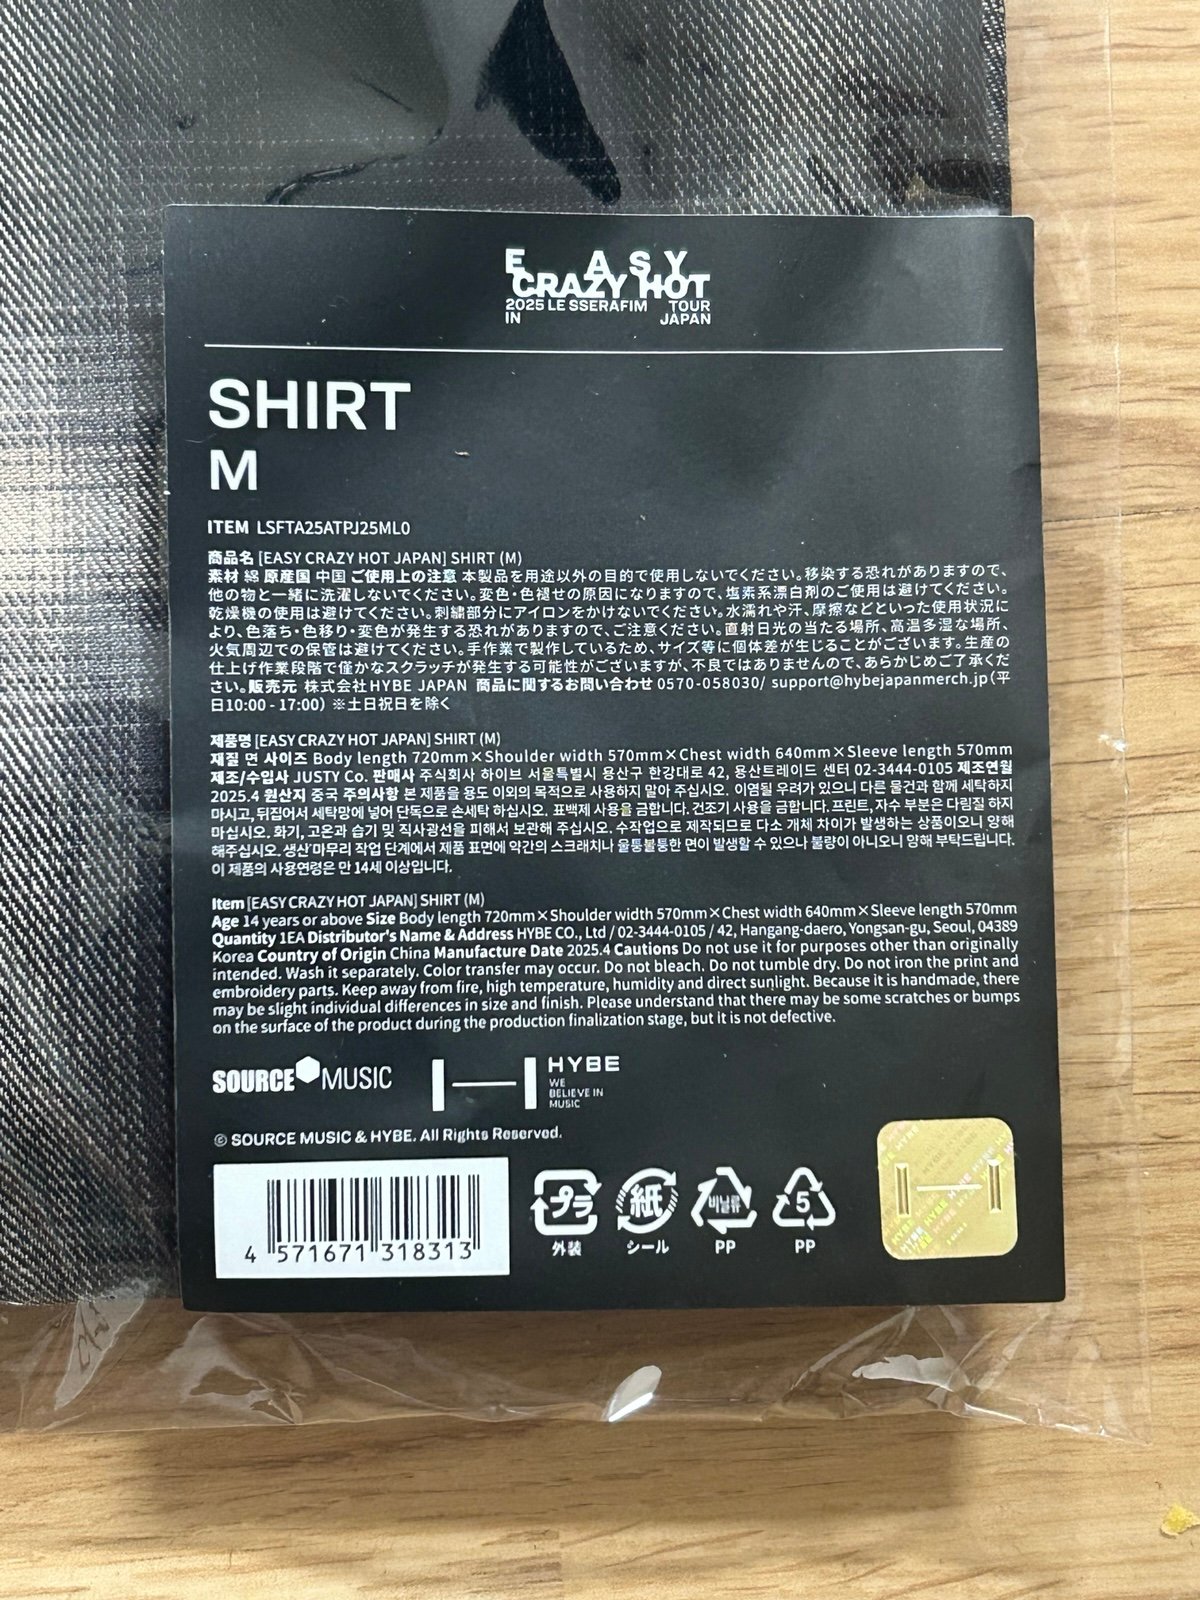 E ASY
CRAZY HOT
2025 LE SSERAFIM TOUR
IN JAPAN
SHIRT
M
ITEM LSFTA25ATPJ25ML0
商品名 [EASY CRAZY HOT JAPAN] SHIRT (M)
素材 綿 原産国 中国 ご使用上の注意 本製品を用途以外の目的で使用しないでください。移染する恐れがありますので、
他の物と一緒に洗濯しないでください。変色・色褪せの原因になりますので、塩素系漂白剤のご使用は避けてください。
乾燥機の使用は避けてください。刺繍部分にアイロンをかけないでください。水濡れや汗、摩擦などといった使用状況に
より、色落ち・色移り・変色が発生する恐れがありますので、ご注意ください。直射日光の当たる場所、高温多湿な場所、
火気周辺での保管は避けてください。手作業で製作しているため、サイズ等に個体差が生じることがございます。生産の
仕上げ作業段階で僅かなスクラッチが発生する可能性がございますが、不良ではありませんので、あらかじめご了承くだ
さい。販売元 株式会社HYBE JAPAN 商品に関するお問い合わせ 0570-058030/ support@hybejapanmerch.jp(平
日10:00 - 17:00) ※土日祝日を除く
제품명 [EASY CRAZY HOT JAPAN] SHIRT (M)
재질 면 사이즈 Body length 720mm×Shoulder width 570mm×Chest width 640mm×Sleeve length 570mm
제조/수입사 JUSTY Co. 판매사 주식회사 하이브 서울특별시 용산구 한강대로 42, 용산트레이드 센터 02-3444-0105 제조연월
2025.4 원산지 중국 주의사항 본 제품을 용도 이외의 목적으로 사용하지 말아 주십시오. 이염될 우려가 있으니 다른 물건과 함께 세탁하지
마시고, 뒤집어서 세탁망에 넣어 단독으로 손세탁 하십시오. 표백제 사용을 금합니다. 건조기 사용을 금합니다. 프린트, 자수 부분은 다림질 하지
마십시오. 화기, 고온과 습기 및 직사광선을 피해서 보관해 주십시오. 수작업으로 제작되므로 다소 개체 차이가 발생하는 상품이오니 양해
해주십시오. 생산 마무리 작업 단계에서 제품 표면에 약간의 스크래치나 울퉁불퉁한 면이 발생할 수 있으나 불량이 아니오니 양해 부탁드립니다.
이 제품의 사용연령은 만 14세 이상입니다.
Item [EASY CRAZY HOT JAPAN] SHIRT (M)
Age 14 years or above Size Body length 720mm×Shoulder width 570mm×Chest width 640mm×Sleeve length 570mm
Quantity 1EA Distributor's Name & Address HYBE CO., Ltd / 02-3444-0105 / 42, Hangang-daero, Yongsan-gu, Seoul, 04389
Korea Country of Origin China Manufacture Date 2025.4 Cautions Do not use it for purposes other than originally
intended. Wash it separately. Color transfer may occur. Do not bleach. Do not tumble dry. Do not iron the print and
embroidery parts. Keep away from fire, high temperature, humidity and direct sunlight. Because it is handmade, there
may be slight individual differences in size and finish. Please understand that there may be some scratches or bumps
on the surface of the product during the production finalization stage, but it is not defective.
SOURCE MUSIC HYBE
WE
BELIEVE IN
MUSIC
© SOURCE MUSIC & HYBE. All Rights Reserved.
4 571671 318313
プラ 紙 비닐류 5
外装 シール PP PP
HYBE HYBE HYBE